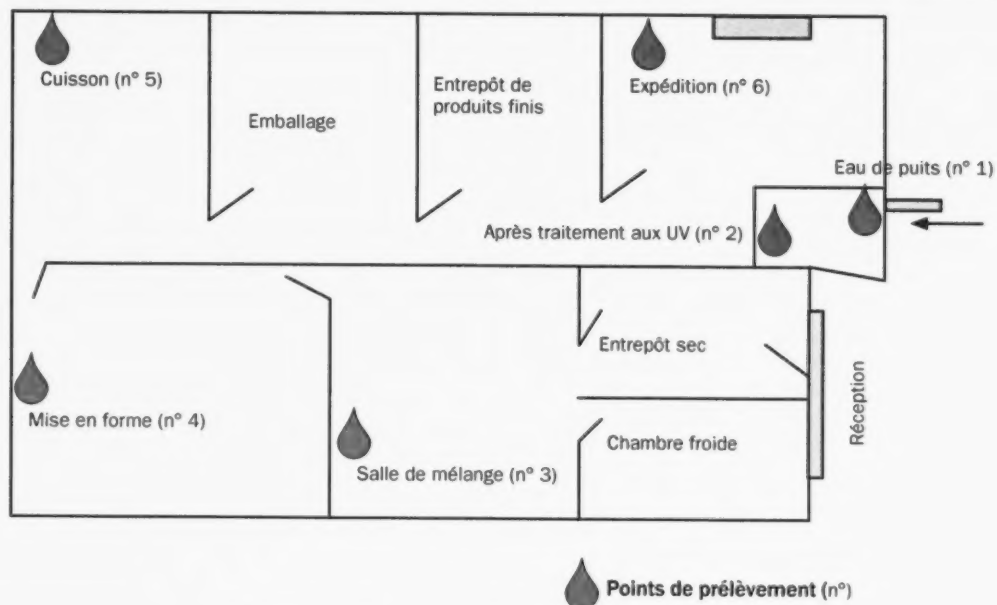 Cuisson (n° 5)
Emballage
Entrepôt de
produits finis
Expédition (n° 6)
Eau de puits (n° 1)
Après traitement aux UV (n° 2)
Entrepôt sec
Mise en forme (n° 4)
Salle de mélange (n° 3)
Chambre froide
Réception
Points de prélèvement (n°)